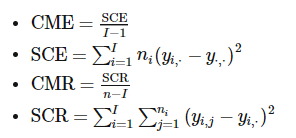 • CME = SCE / I−1
• SCE = ∑_{i=1}^{I} n_i(y_{i,·} − y_{·,·})^2
• CMR = SCR / n−I
• SCR = ∑_{i=1}^{I} ∑_{j=1}^{n_i} (y_{i,j} − y_{i,·})^2